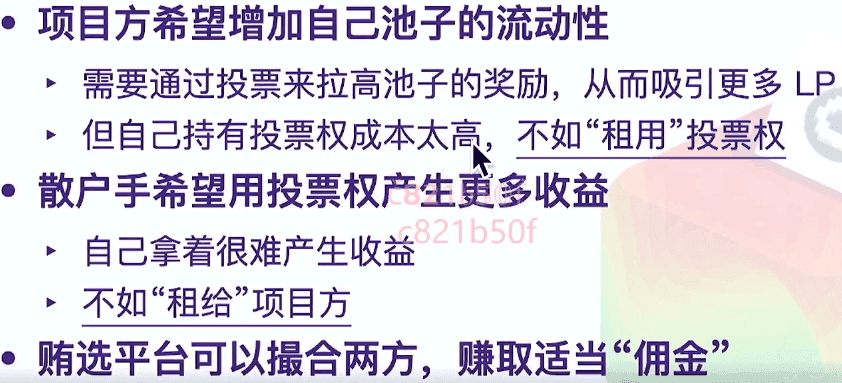 • 项目方希望增加自己池子的流动性
‣ 需要通过投票来拉高池子的奖励，从而吸引更多 LP
‣ 但自己持有投票权成本太高，不如“租用”投票权
• 散户手希望用投票权产生更多收益
c821b50f
c821b50f
‣ 自己拿着很难产生收益
‣ 不如“租给”项目方
• 贿选平台可以撮合两方，赚取适当“佣金”